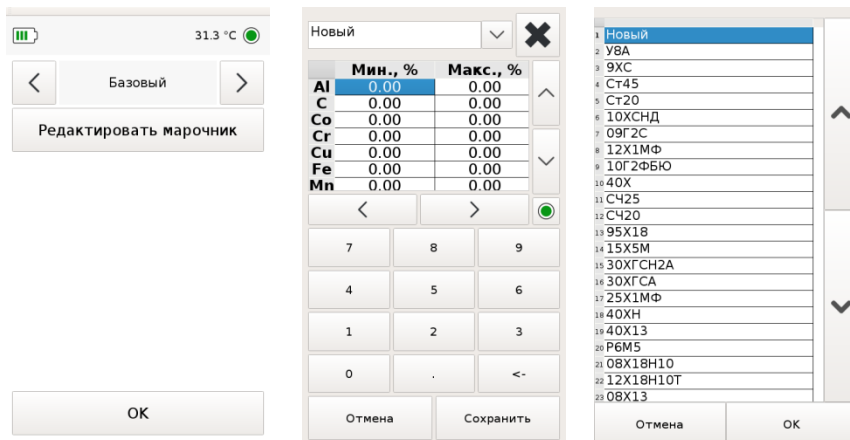 31.3 °C
Базовый
Редактировать марочник
OK
Новый
Мин., % Макс., %
Al 0.00 0.00
C 0.00 0.00
Co 0.00 0.00
Cr 0.00 0.00
Cu 0.00 0.00
Fe 0.00 0.00
Mn 0.00 0.00
7 8 9
4 5 6
1 2 3
0 . <-
Отмена Сохранить
1 Новый
2 У8А
3 9ХС
4 Ст45
5 Ст20
6 10ХСНД
7 09Г2С
8 12Х1МФ
9 10Г2ФБЮ
10 40Х
11 СЧ25
12 СЧ20
13 95Х18
14 15Х5М
15 30ХГСН2А
16 30ХГСА
17 25Х1МФ
18 40ХН
19 40Х13
20 Р6М5
21 08Х18Н10
22 12Х18Н10Т
23 08Х13
Отмена OK